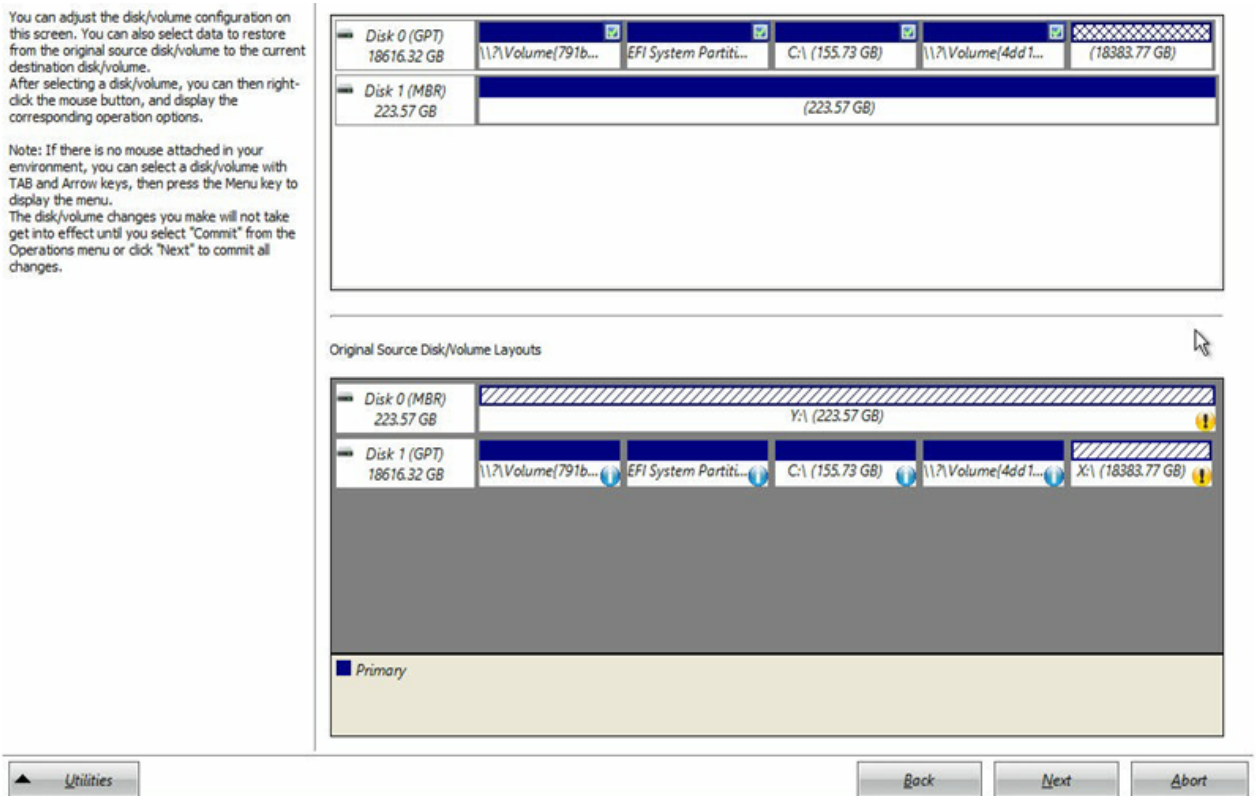 You can adjust the disk/volume configuration on
this screen. You can also select data to restore
from the original source disk/volume to the current
destination disk/volume.
After selecting a disk/volume, you can then right-
click the mouse button, and display the
corresponding operation options.
Note: If there is no mouse attached in your
environment, you can select a disk/volume with
TAB and Arrow keys, then press the Menu key to
display the menu.
The disk/volume changes you make will not take
get into effect until you select "Commit" from the
Operations menu or click "Next" to commit all
changes.
Disk 0 (GPT)
18616.32 GB
\\?\Volume{791b...
EFI System Partiti...
C:\ (155.73 GB)
\\?\Volume{4dd1...
(18383.77 GB)
Disk 1 (MBR)
223.57 GB
(223.57 GB)
Original Source Disk/Volume Layouts
Disk 0 (MBR)
223.57 GB
Y:\ (223.57 GB)
Disk 1 (GPT)
18616.32 GB
\\?\Volume{791b...
EFI System Partiti...
C:\ (155.73 GB)
\\?\Volume{4dd1...
X:\ (18383.77 GB)
Primary
Utilities
Back
Next
Abort